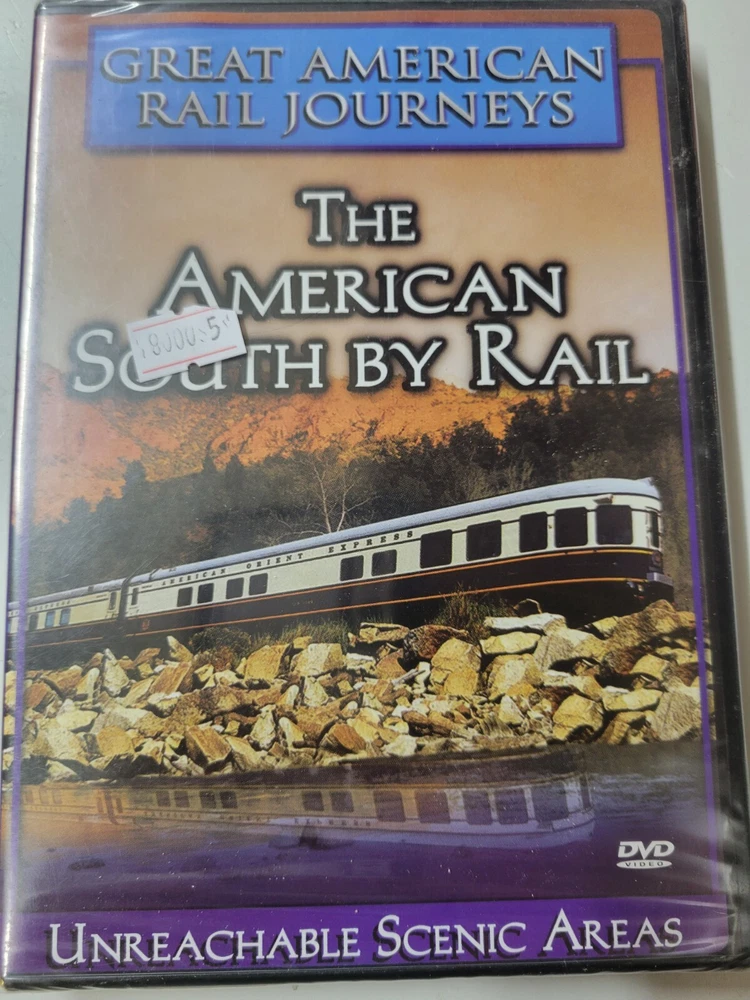 GREAT AMERICAN
RAIL JOURNEYS
THE
AMERICAN
SOUTH BY RAIL
AMERICAN ORIENT EXPRESS
DVD
VIDEO
UNREACHABLE SCENIC AREAS